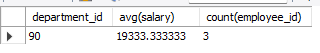 department_id avg(salary) count(employee_id)
90 19333.333333 3